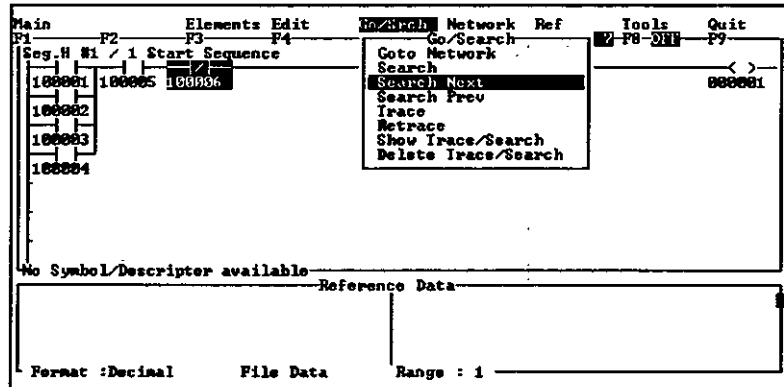 Main Elements Edit Go/Srch Network Ref Tools Quit
F1 F2 F3 F4 Go/Search F8 OFF F9
Seg.H #1 / 1 Start Sequence
Goto Network
Search
Search Next
Search Prev
Trace
Retrace
Show Trace/Search
Delete Trace/Search
100001 100005 100006 000001
100002
100003
100004
No Symbol/Descriptor available
Reference Data
Format :Decimal File Data Range : 1